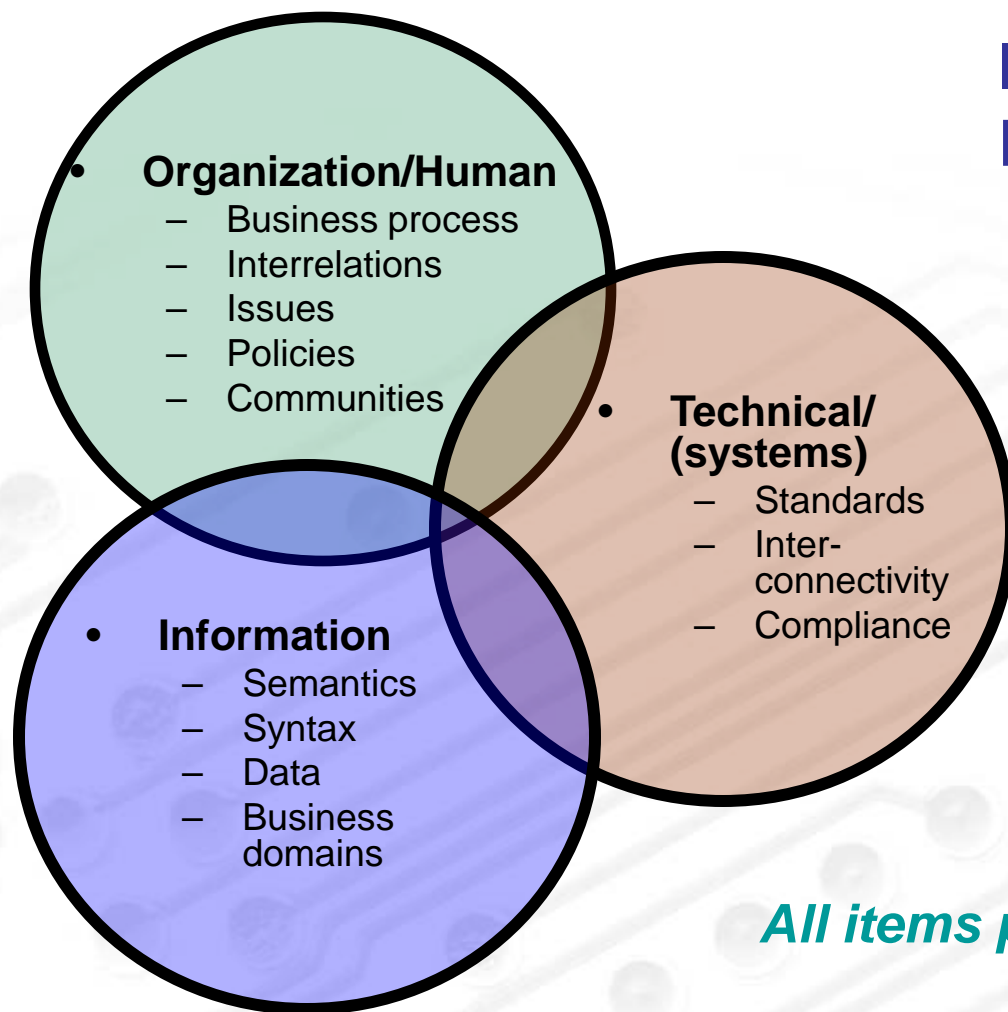 • Organization/Human
– Business process
– Interrelations
– Issues
– Policies
– Communities
• Technical/
(systems)
– Standards
– Inter-
connectivity
– Compliance
• Information
– Semantics
– Syntax
– Data
– Business
domains
All items